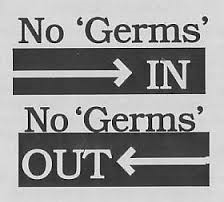 No ‘Germs’
IN
No ‘Germs’
OUT